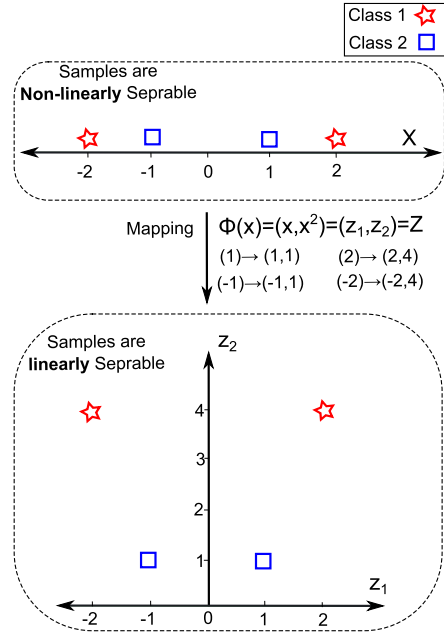 Class 1
Class 2
Samples are
Non-linearly Seprable
X
-2 -1 0 1 2
Mapping
Φ(x)=(x,x²)=(z₁,z₂)=Z
(1)→(1,1) (2)→(2,4)
(-1)→(-1,1) (-2)→(-2,4)
Samples are
linearly Seprable
z₂
4
3
2
1
-2 -1 0 1 2
z₁